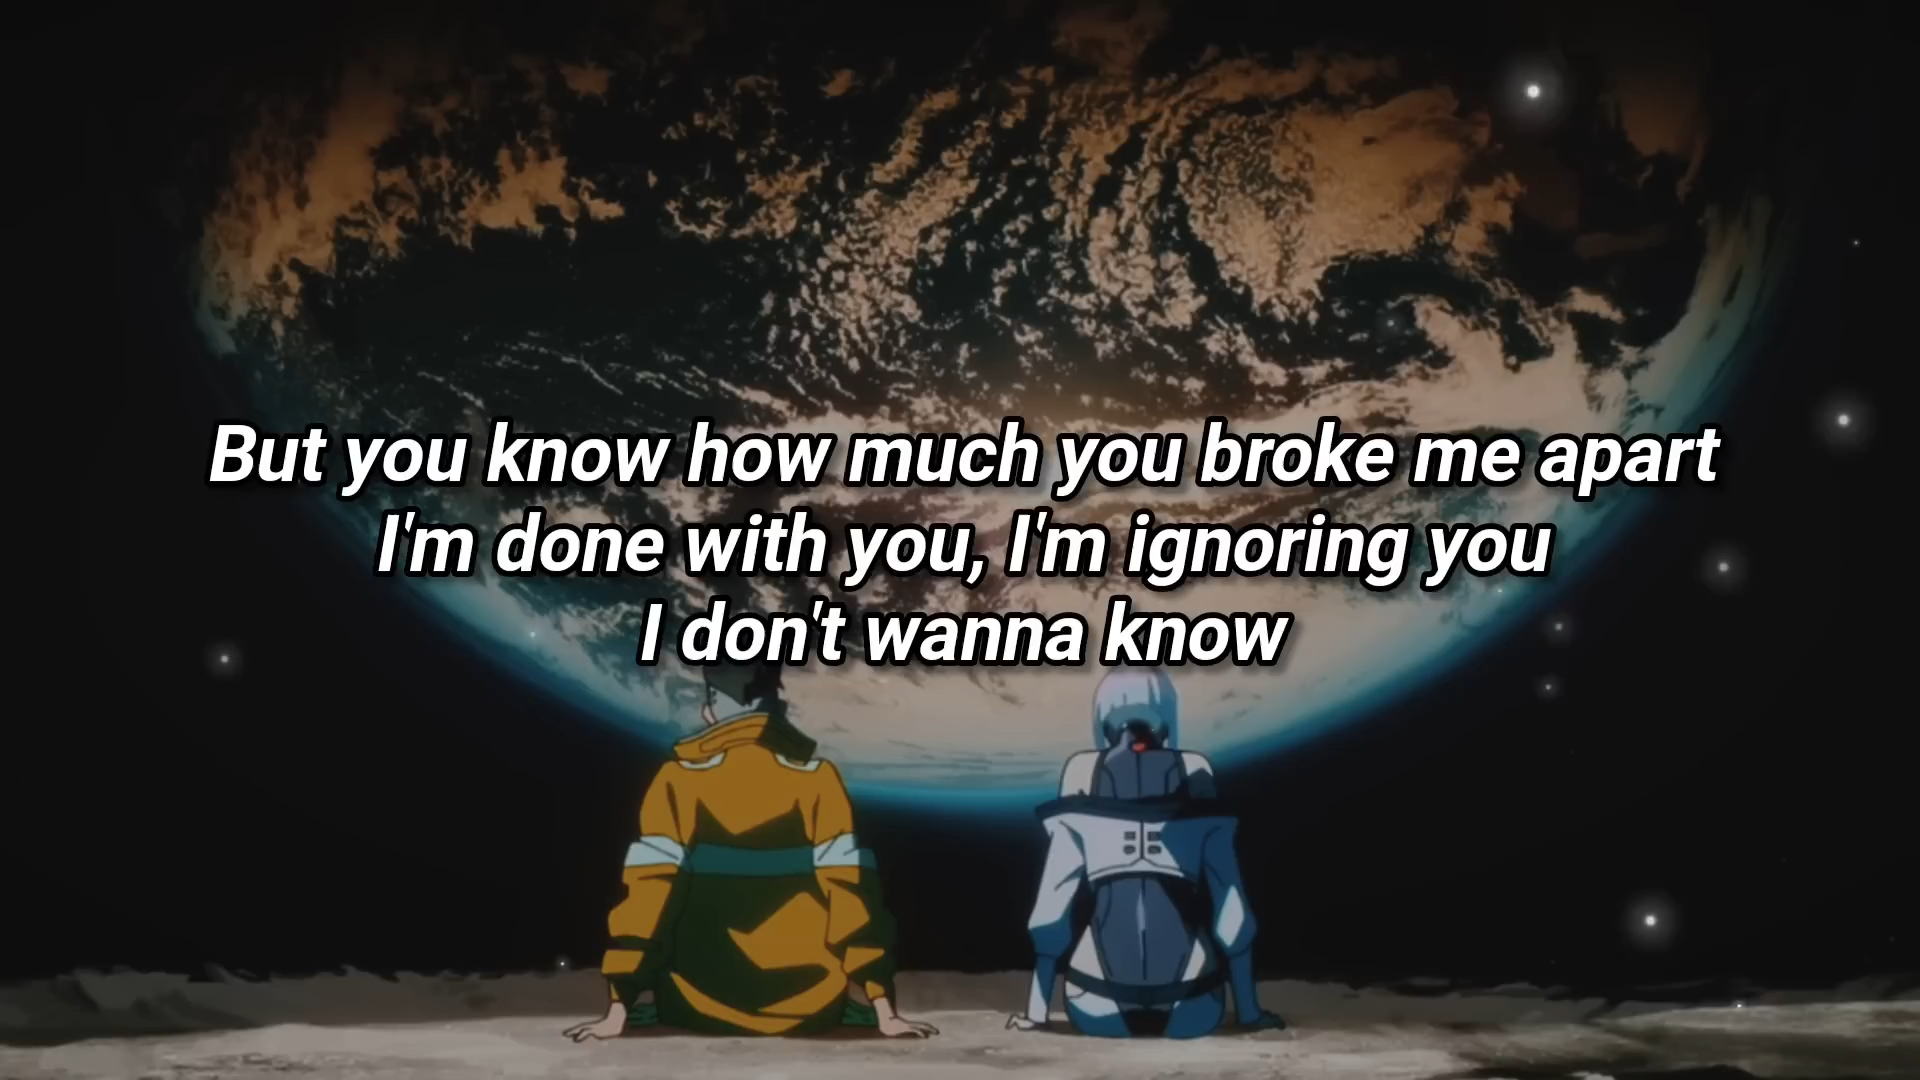 But you know how much you broke me apart
I'm done with you, I'm ignoring you
I don't wanna know